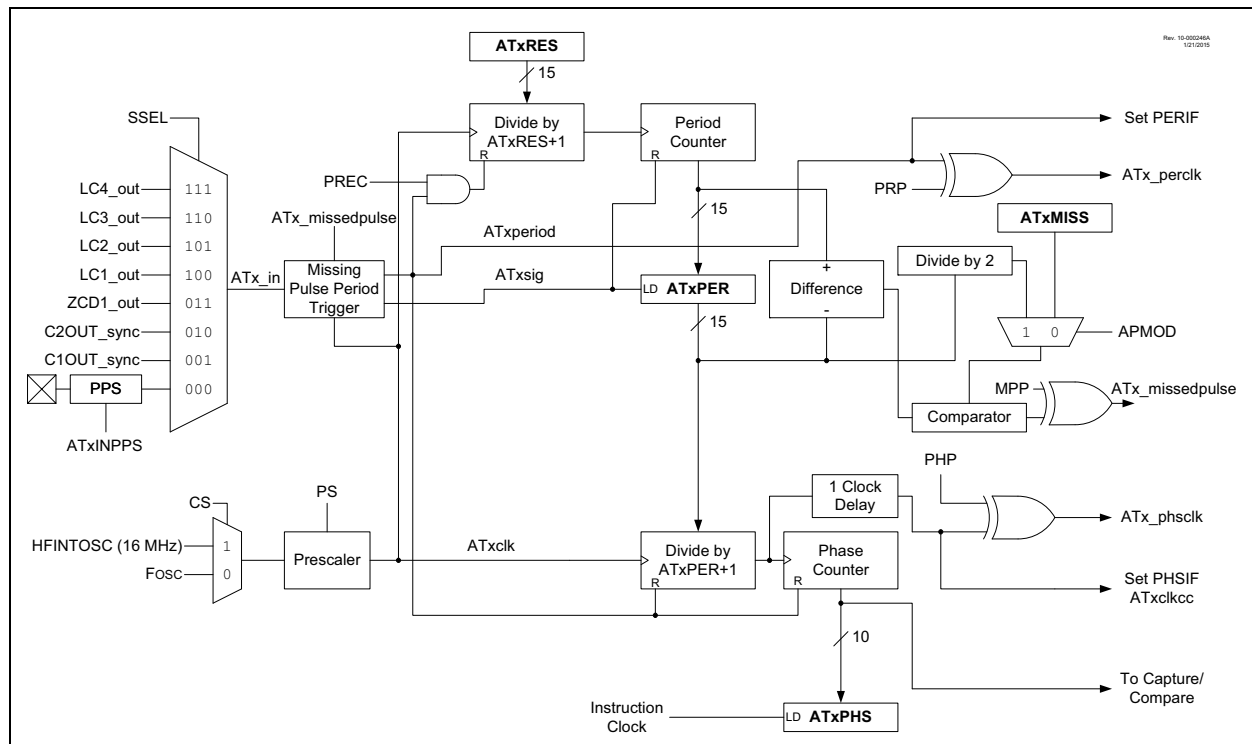 Rev. 10-000246A
1/21/2015
ATxRES
15
SSEL
Divide by
ATxRES+1
R
Period
Counter
R
Set PERIF
PREC
PRP
ATx_perclk
LC4_out
111
LC3_out
110
LC2_out
101
LC1_out
100
ZCD1_out
011
C2OUT_sync
010
C1OUT_sync
001
PPS
000
ATxINPPS
ATx_in
ATx_missedpulse
Missing
Pulse Period
Trigger
ATxperiod
ATxsig
15
LD
ATxPER
15
+
Difference
-
ATxMISS
Divide by 2
1
0
APMOD
MPP
ATx_missedpulse
Comparator
CS
PS
HFINTOSC (16 MHz)
1
FOSC
0
Prescaler
ATxclk
Divide by
ATxPER+1
R
Phase
Counter
R
1 Clock
Delay
PHP
ATx_phsclk
Set PHSIF
ATxclkcc
10
To Capture/
Compare
Instruction
Clock
LD
ATxPHS